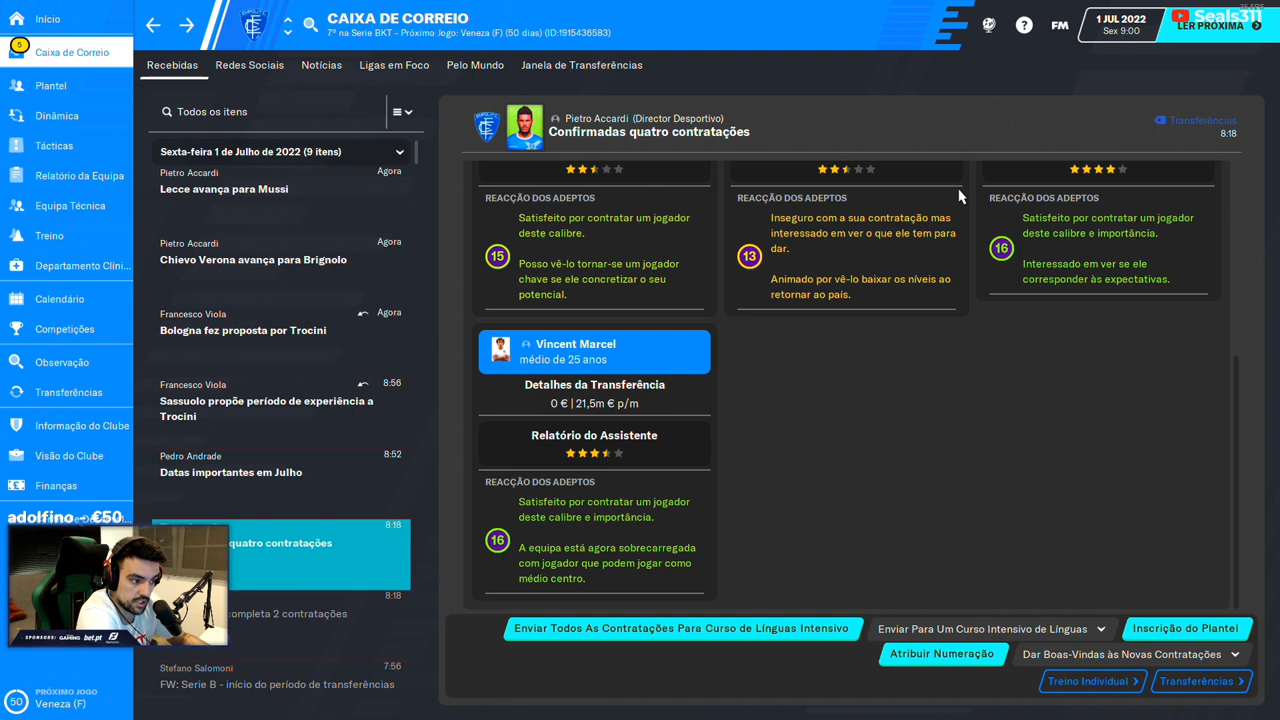 Início
5
Caixa de Correio
Plantel
Dinâmica
Tácticas
Relatório da Equipa
Equipa Técnica
Treino
Departamento Clíni...
Calendário
Competições
Observação
Transferências
Informação do Clube
Visão do Clube
Finanças
adolfino - €50
SPONSORS: GAMING bet.pt
50
PRÓXIMO JOGO
Veneza (F)
CAIXA DE CORREIO
7º na Serie BKT - Próximo Jogo: Veneza (F) (50 dias) (ID:1915436583)
FM
1 JUL 2022
Sex 9:00
Seals311
LER PRÓXIMA
Recebidas
Redes Sociais
Notícias
Ligas em Foco
Pelo Mundo
Janela de Transferências
Todos os itens
Sexta-feira 1 de Julho de 2022 (9 itens)
Pietro Accardi
Agora
Lecce avança para Mussi
Pietro Accardi
Agora
Chievo Verona avança para Brignolo
Francesco Viola
Agora
Bologna fez proposta por Trocini
Francesco Viola
8:56
Sassuolo propõe período de experiência a
Trocini
Pedro Andrade
8:52
Datas importantes em Julho
8:18
quatro contratações
8:18
completa 2 contratações
Stefano Salomoni
7:56
FW: Serie B - início do período de transferências
Pietro Accardi (Director Desportivo)
Confirmadas quatro contratações
Transferências
8:18
REACÇÃO DOS ADEPTOS
15
Satisfeito por contratar um jogador
deste calibre.
Posso vê-lo tornar-se um jogador
chave se ele concretizar o seu
potencial.
REACÇÃO DOS ADEPTOS
13
Inseguro com a sua contratação mas
interessado em ver o que ele tem para
dar.
Animado por vê-lo baixar os níveis ao
retornar ao país.
REACÇÃO DOS ADEPTOS
16
Satisfeito por contratar um jogador
deste calibre e importância.
Interessado em ver se ele
corresponder às expectativas.
Vincent Marcel
médio de 25 anos
Detalhes da Transferência
0 € | 21,5m € p/m
Relatório do Assistente
REACÇÃO DOS ADEPTOS
16
Satisfeito por contratar um jogador
deste calibre e importância.
A equipa está agora sobrecarregada
com jogador que podem jogar como
médio centro.
Enviar Todos As Contratações Para Curso de Línguas Intensivo
Enviar Para Um Curso Intensivo de Línguas
Inscrição do Plantel
Atribuir Numeração
Dar Boas-Vindas às Novas Contratações
Treino Individual
Transferências